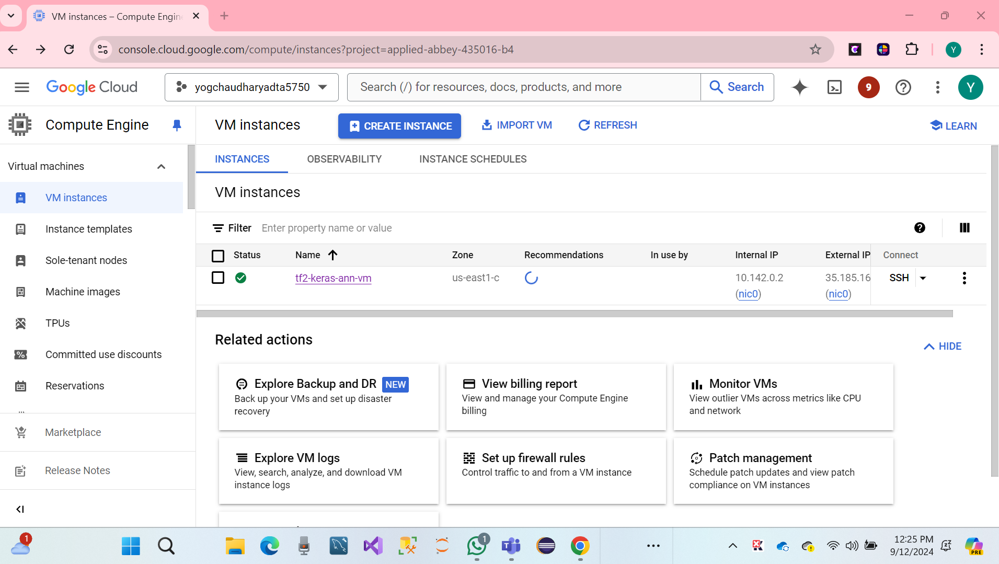 VM instances – Compute Engin
console.cloud.google.com/compute/instances?project=applied-abbey-435016-b4
Y
Google Cloud
yogchaudharyadta5750
Search (/) for resources, docs, products, and more
Search
9
Y
Compute Engine
VM instances
CREATE INSTANCE
IMPORT VM
REFRESH
LEARN
Virtual machines
VM instances
Instance templates
Sole-tenant nodes
Machine images
TPUs
Committed use discounts
Reservations
Marketplace
Release Notes
INSTANCES
OBSERVABILITY
INSTANCE SCHEDULES
VM instances
Filter
Enter property name or value
Status
Name
Zone
Recommendations
In use by
Internal IP
External IP
Connect
tf2-keras-ann-vm
us-east1-c
10.142.0.2
(nic0)
35.185.16
(nic0)
SSH
Related actions
HIDE
Explore Backup and DR
NEW
Back up your VMs and set up disaster
recovery
View billing report
View and manage your Compute Engine
billing
Monitor VMs
View outlier VMs across metrics like CPU
and network
Explore VM logs
View, search, analyze, and download VM
instance logs
Set up firewall rules
Control traffic to and from a VM instance
Patch management
Schedule patch updates and view patch
compliance on VM instances
1
1
12:25 PM
9/12/2024
PRE